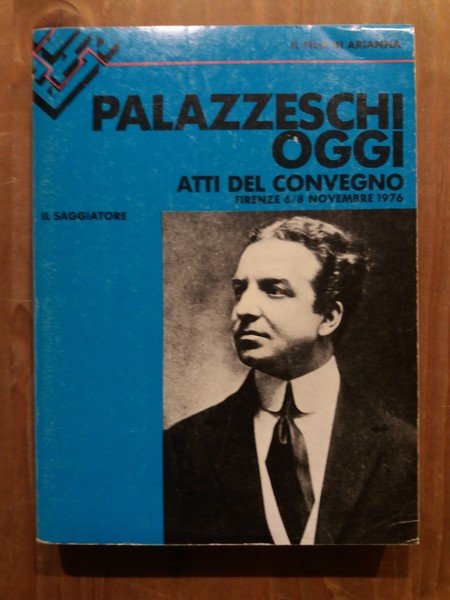 IL FILO DI ARIANNA
PALAZZESCHI
OGGI
ATTI DEL CONVEGNO
FIRENZE 6/8 NOVEMBRE 1976
IL SAGGIATORE